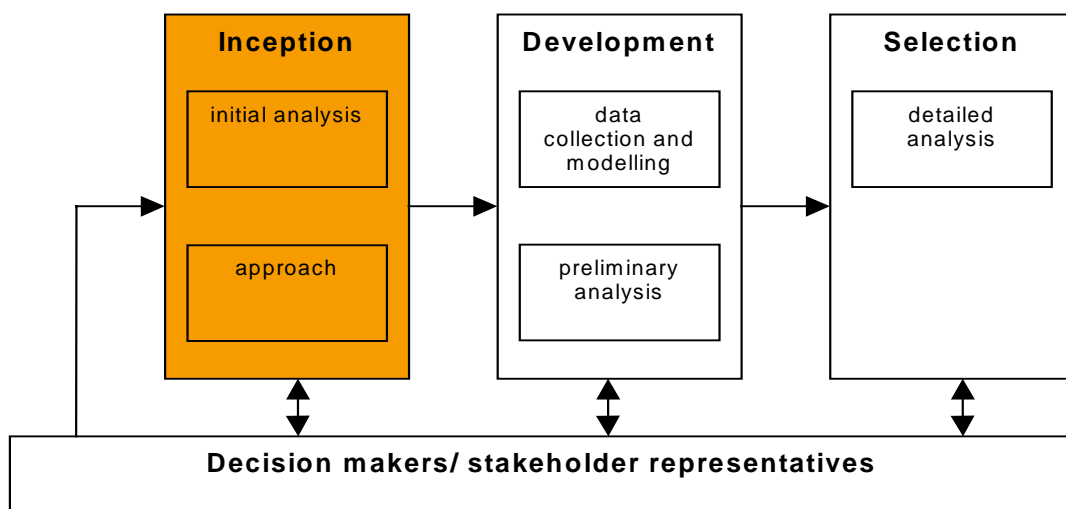 Inception
initial analysis
approach
Development
data
collection and
modelling
preliminary
analysis
Selection
detailed
analysis
Decision makers/ stakeholder representatives